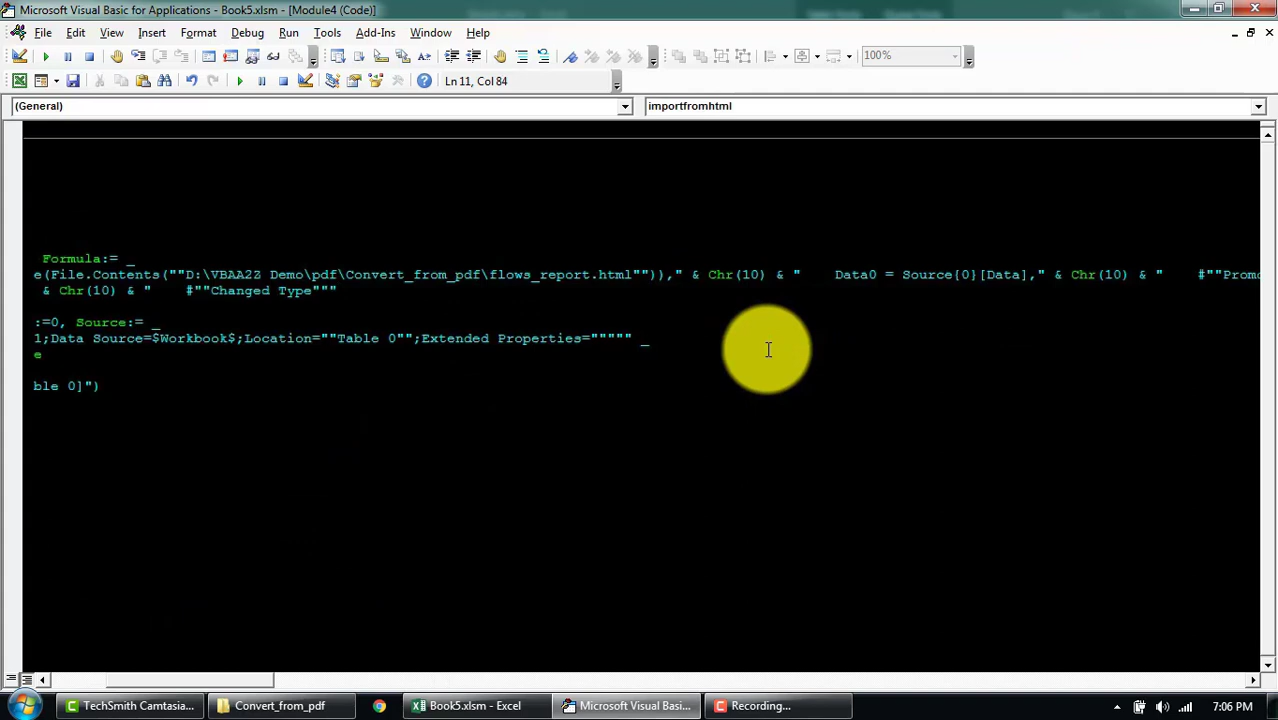 Microsoft Visual Basic for Applications - Book5.xlsm - [Module4 (Code)]
File Edit View Insert Format Debug Run Tools Add-Ins Window Help
100%
Ln 11, Col 84
(General) importfromhtml
Formula:= _
e(File.Contents(""D:\VBAA2Z Demo\pdf\Convert_from_pdf\flows_report.html""))," & Chr(10) & "    Data0 = Source{0}[Data]," & Chr(10) & "    #""Promo
& Chr(10) & "    #""Changed Type"""
:=0, Source:= _
1;Data Source=$Workbook$;Location=""Table 0"";Extended Properties=""""" _
e
ble 0]")
TechSmith Camtasia... Convert_from_pdf Book5.xlsm - Excel Microsoft Visual Basi... Recording... 7:06 PM